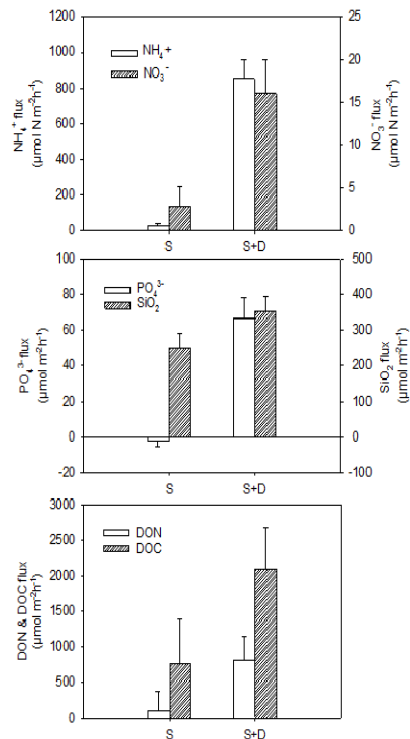 1200
1000
800
600
400
200
0
25
20
15
10
5
0
NH₄⁺ flux
(µmol N m⁻²h⁻¹)
NO₃⁻ flux
(µmol N m⁻²h⁻¹)
NH₄+
NO₃⁻
S
S+D
100
80
60
40
20
0
-20
500
400
300
200
100
0
-100
PO₄³⁻flux
(µmol m⁻²h⁻¹)
SiO₂ flux
(µmol m⁻²h⁻¹)
PO₄³⁻
SiO₂
S
S+D
3000
2500
2000
1500
1000
500
0
DON & DOC flux
(µmol m⁻²h⁻¹)
DON
DOC
S
S+D